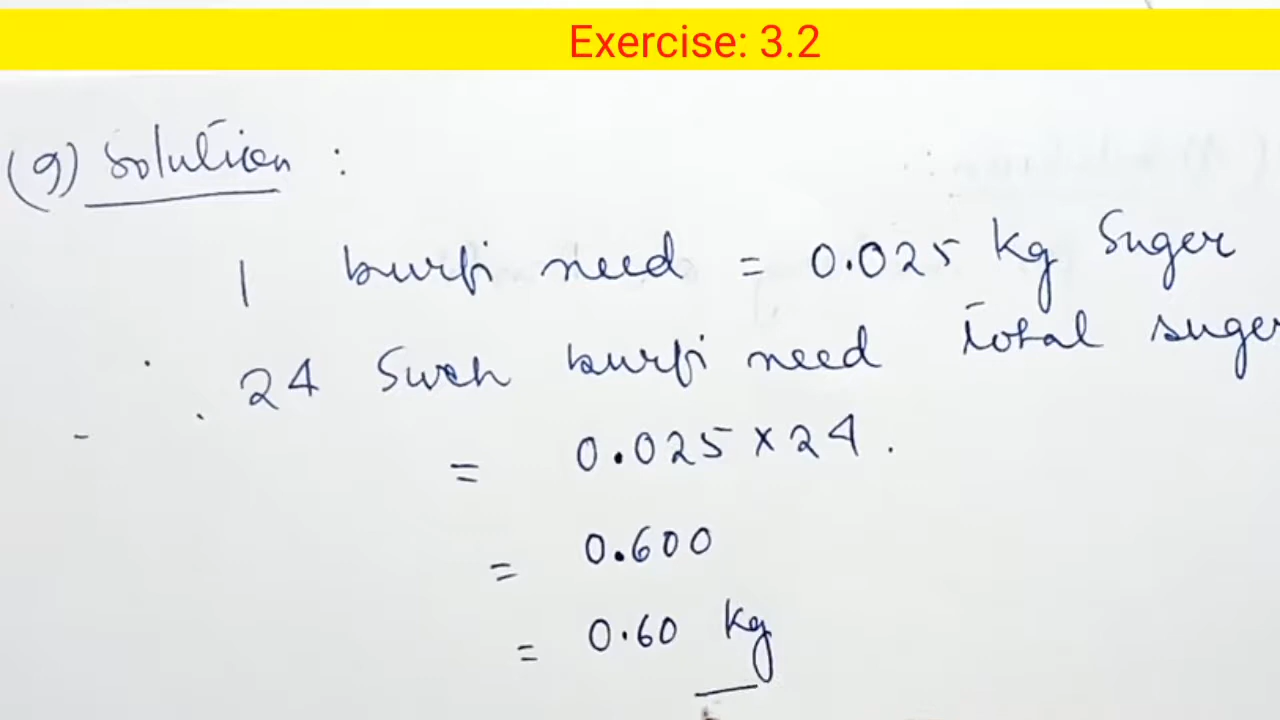 Exercise: 3.2
(9) Solution :
1 burfi need = 0.025 kg Suger
∴ 24 Such burfi need total suger
= 0.025 × 24.
= 0.600
= 0.60 kg